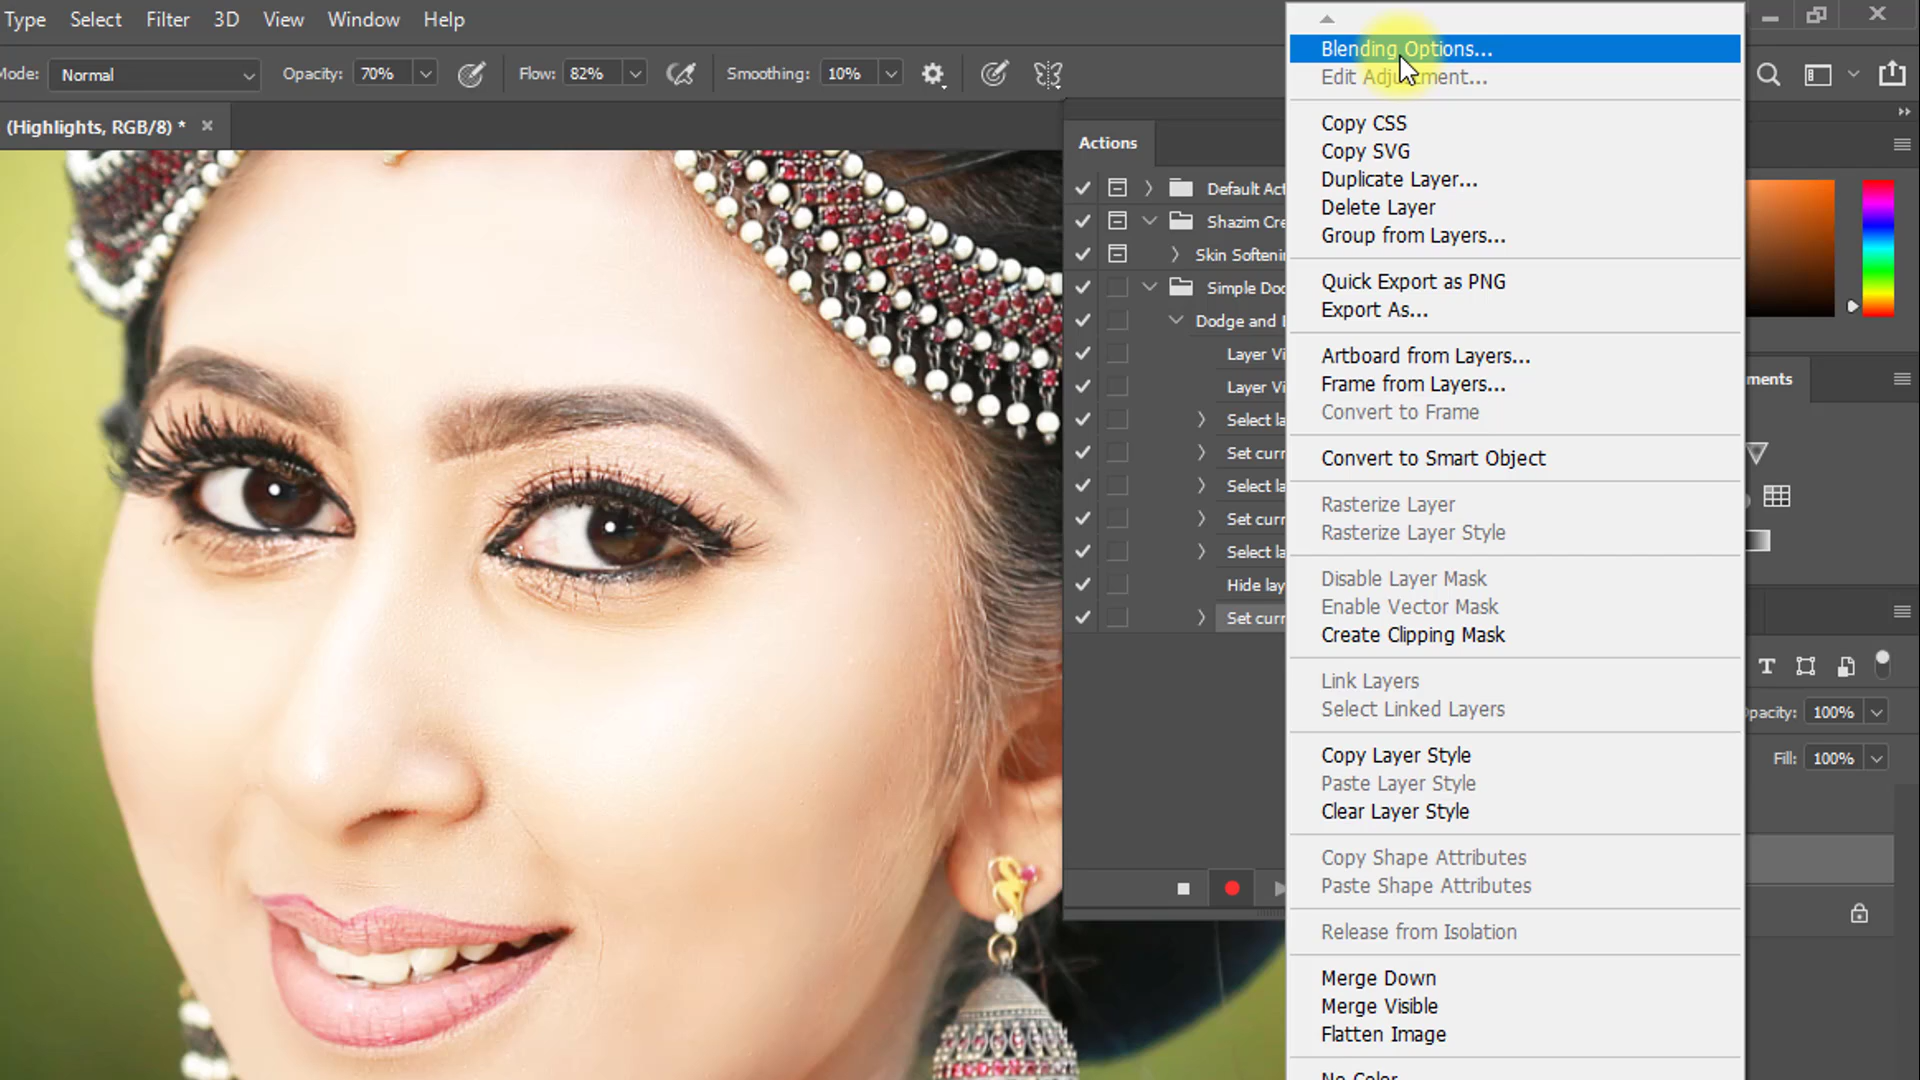 Type Select Filter 3D View Window Help
Mode: Normal Opacity: 70% Flow: 82% Smoothing: 10%
(Highlights, RGB/8) *
Actions
Default Act
Shazim Cre
Skin Softenin
Simple Doc
Dodge and
Layer Vi
Layer Vi
Select la
Set curr
Select la
Set curr
Select la
Hide lay
Set curr
Blending Options...
Edit Adjustment...
Copy CSS
Copy SVG
Duplicate Layer...
Delete Layer
Group from Layers...
Quick Export as PNG
Export As...
Artboard from Layers...
Frame from Layers...
Convert to Frame
Convert to Smart Object
Rasterize Layer
Rasterize Layer Style
Disable Layer Mask
Enable Vector Mask
Create Clipping Mask
Link Layers
Select Linked Layers
Copy Layer Style
Paste Layer Style
Clear Layer Style
Copy Shape Attributes
Paste Shape Attributes
Release from Isolation
Merge Down
Merge Visible
Flatten Image
No Color
ments
Opacity: 100%
Fill: 100%